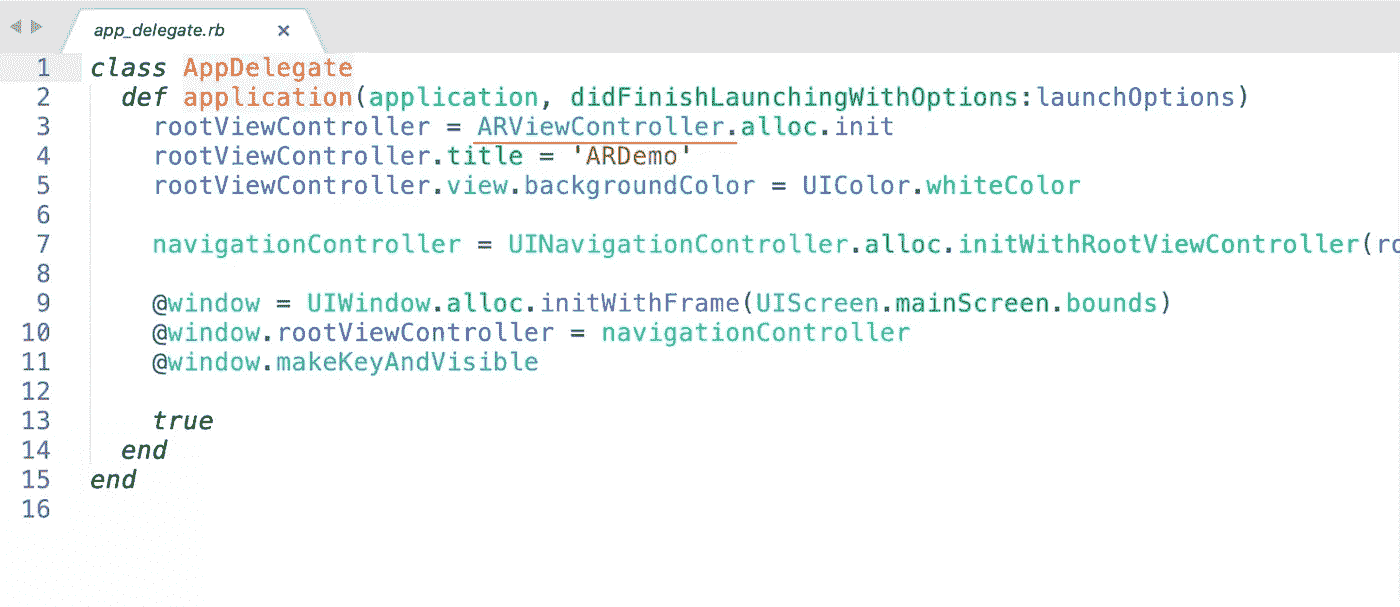 app_delegate.rb ×
1 class AppDelegate
2 def application(application, didFinishLaunchingWithOptions:launchOptions)
3 rootViewController = ARViewController.alloc.init
4 rootViewController.title = 'ARDemo'
5 rootViewController.view.backgroundColor = UIColor.whiteColor
6
7 navigationController = UINavigationController.alloc.initWithRootViewController(
8
9 @window = UIWindow.alloc.initWithFrame(UIScreen.mainScreen.bounds)
10 @window.rootViewController = navigationController
11 @window.makeKeyAndVisible
12
13 true
14 end
15 end
16